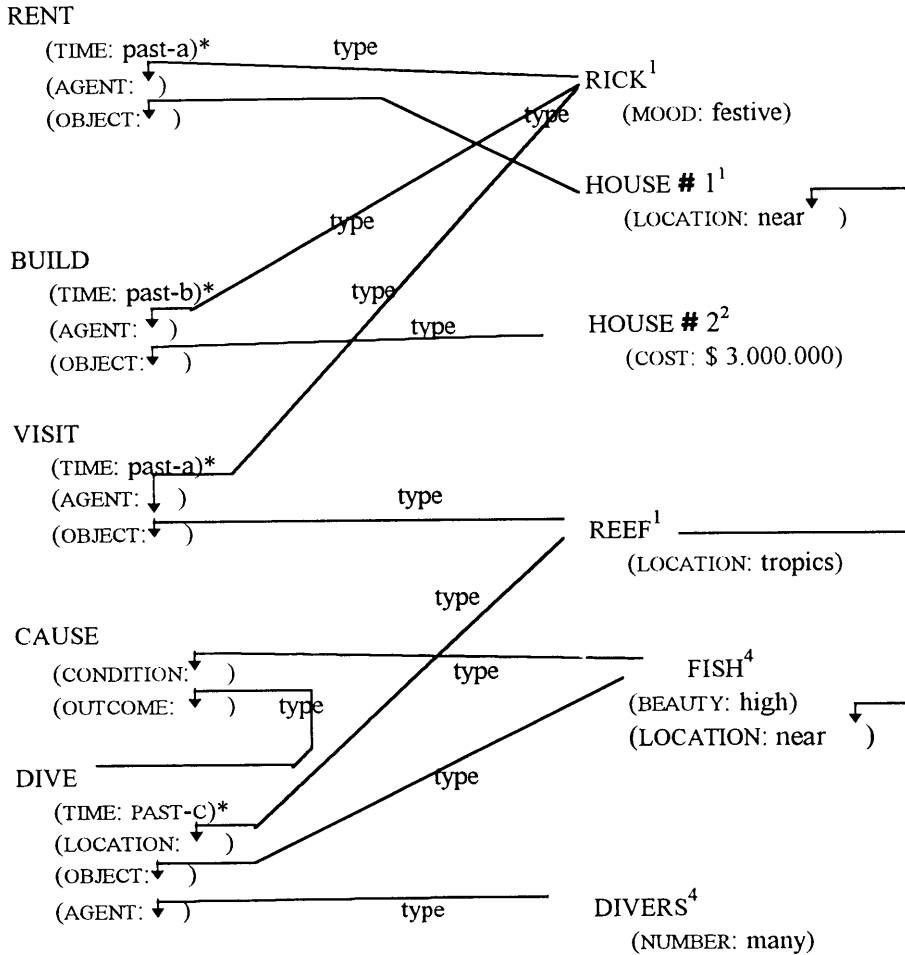 RENT
(TIME: past-a)* type
(AGENT: ) RICK¹
(OBJECT: ) type (MOOD: festive)
HOUSE # 1¹
type (LOCATION: near )
BUILD
(TIME: past-b)* type
(AGENT: ) type HOUSE # 2²
(OBJECT: ) (COST: $ 3.000.000)
VISIT
(TIME: past-a)*
(AGENT: ) type
(OBJECT: ) REEF¹
(LOCATION: tropics)
type
CAUSE
(CONDITION: ) type FISH⁴
(OUTCOME: ) type (BEAUTY: high)
(LOCATION: near )
DIVE type
(TIME: PAST-C)*
(LOCATION: )
(OBJECT: )
(AGENT: ) type DIVERS⁴
(NUMBER: many)